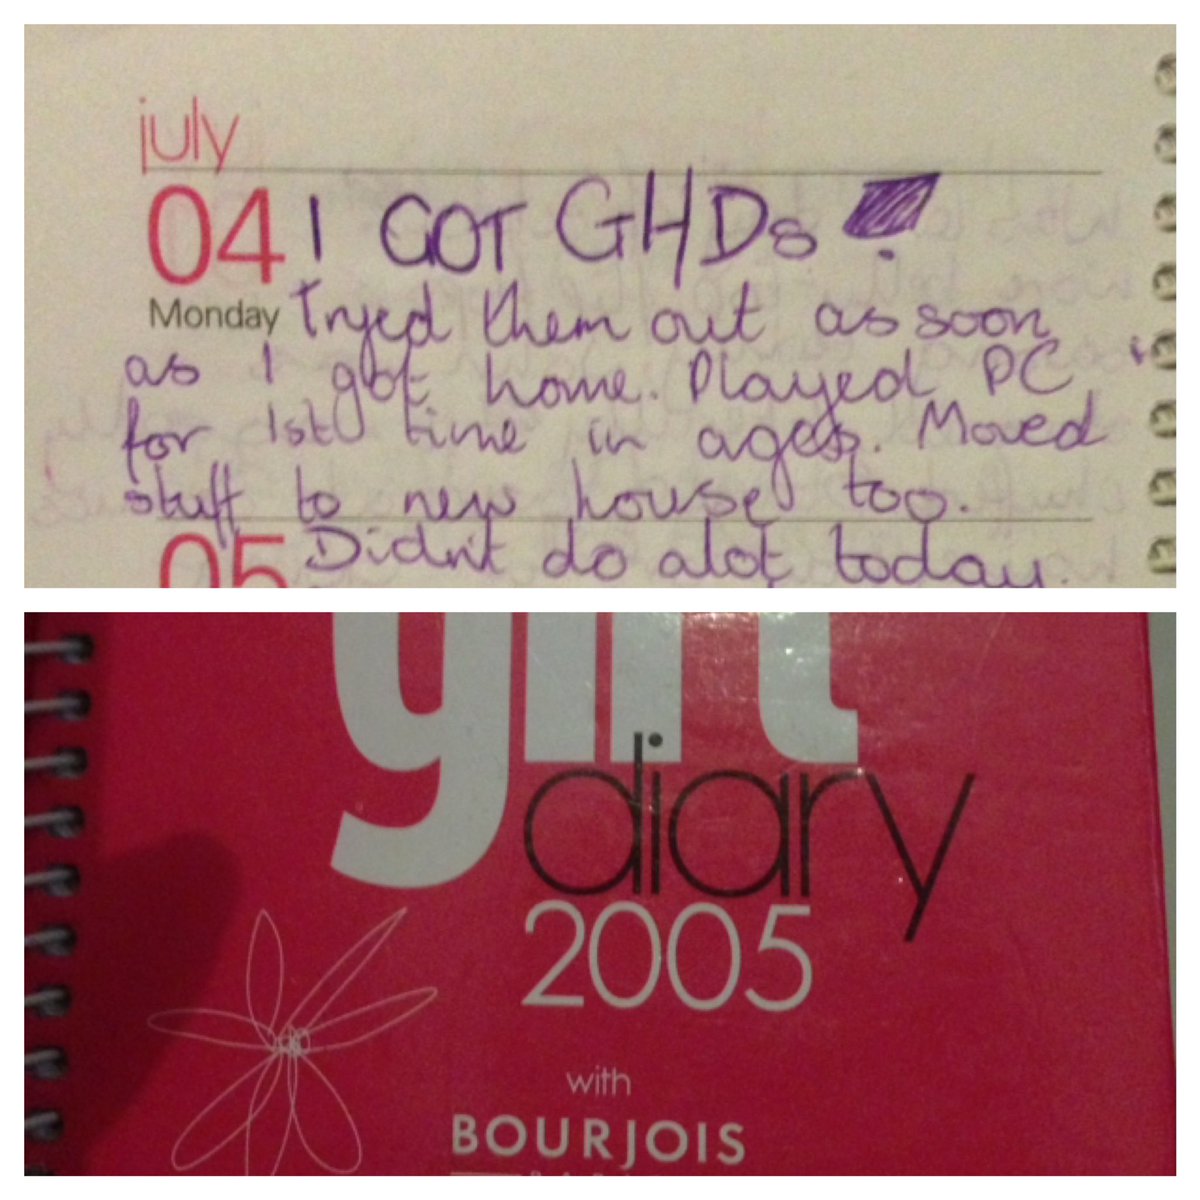 july
04 I GOT GHDs!
Monday Tryed them out as soon
as I got home. Played PC
for 1st time in ages. Moved
stuff to new house too.
05 Didn't do alot today.
diary
2005
with
BOURJOIS